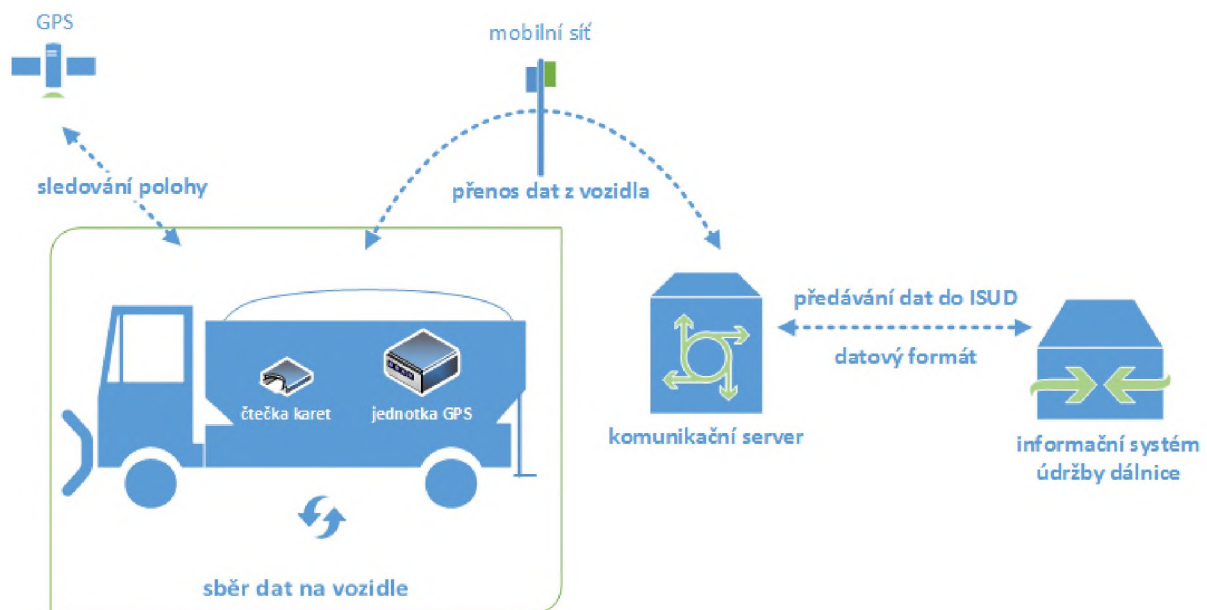 GPS
mobilní síť
sledování polohy
přenos dat z vozidla
čtečka karet
jednotka GPS
sběr dat na vozidle
komunikační server
předávání dat do ISUD
datový formát
informační systém
údržby dálnice